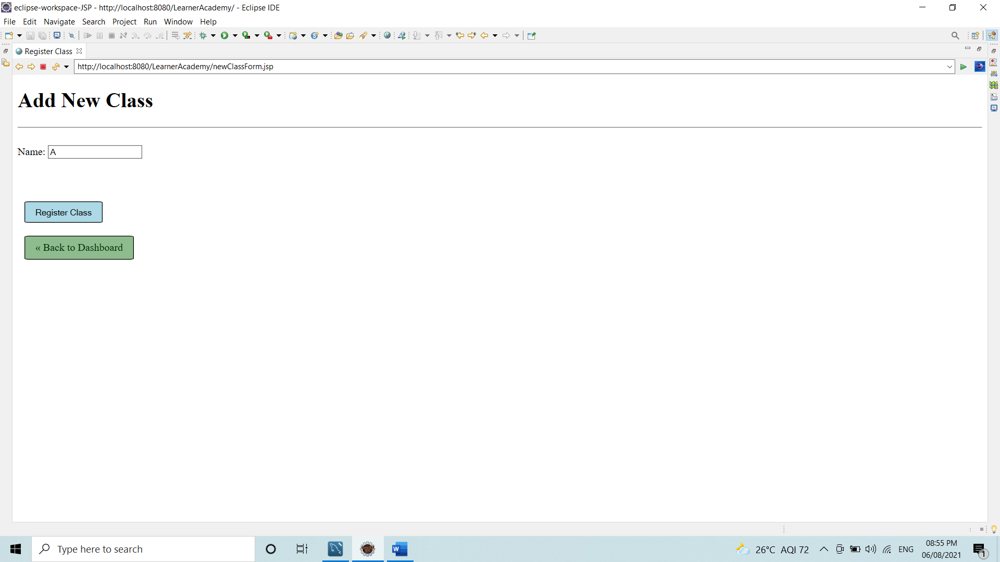 eclipse-workspace-JSP - http://localhost:8080/LearnerAcademy/ - Eclipse IDE
File Edit Navigate Search Project Run Window Help
Register Class
http://localhost:8080/LearnerAcademy/newClassForm.jsp
Add New Class
Name: A
Register Class
« Back to Dashboard
Type here to search
26°C AQI 72
ENG
08:55 PM
06/08/2021
1